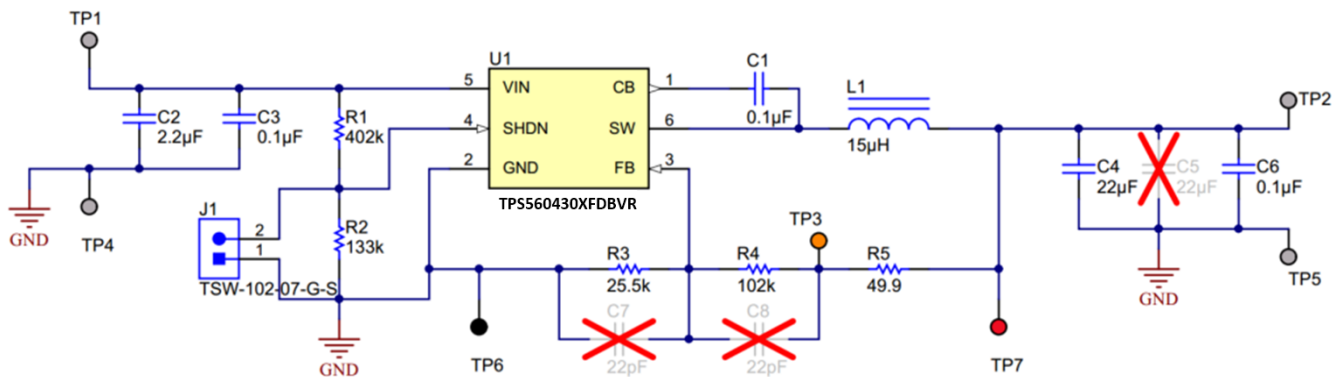 TP1
U1
5
VIN
CB
1
C1
0.1µF
L1
15µH
TP2
C2
2.2µF
C3
0.1µF
R1
402k
4
SHDN
SW
6
2
GND
FB
3
TPS560430XFDBVR
C4
22µF
C5
22µF
C6
0.1µF
GND
TP4
J1
2
1
TSW-102-07-G-S
R2
133k
TP3
R3
25.5k
R4
102k
R5
49.9
TP5
GND
C7
22pF
C8
22pF
GND
TP6
TP7